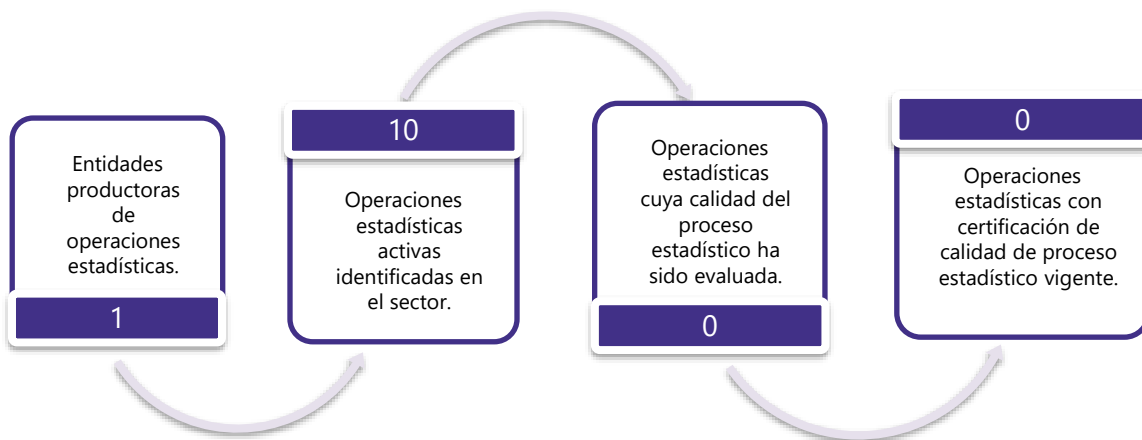 Entidades
productoras
de
operaciones
estadísticas.
1
10
Operaciones
estadísticas
activas
identificadas en
el sector.
Operaciones
estadísticas
cuya calidad del
proceso
estadístico ha
sido evaluada.
0
0
Operaciones
estadísticas con
certificación de
calidad de proceso
estadístico vigente.